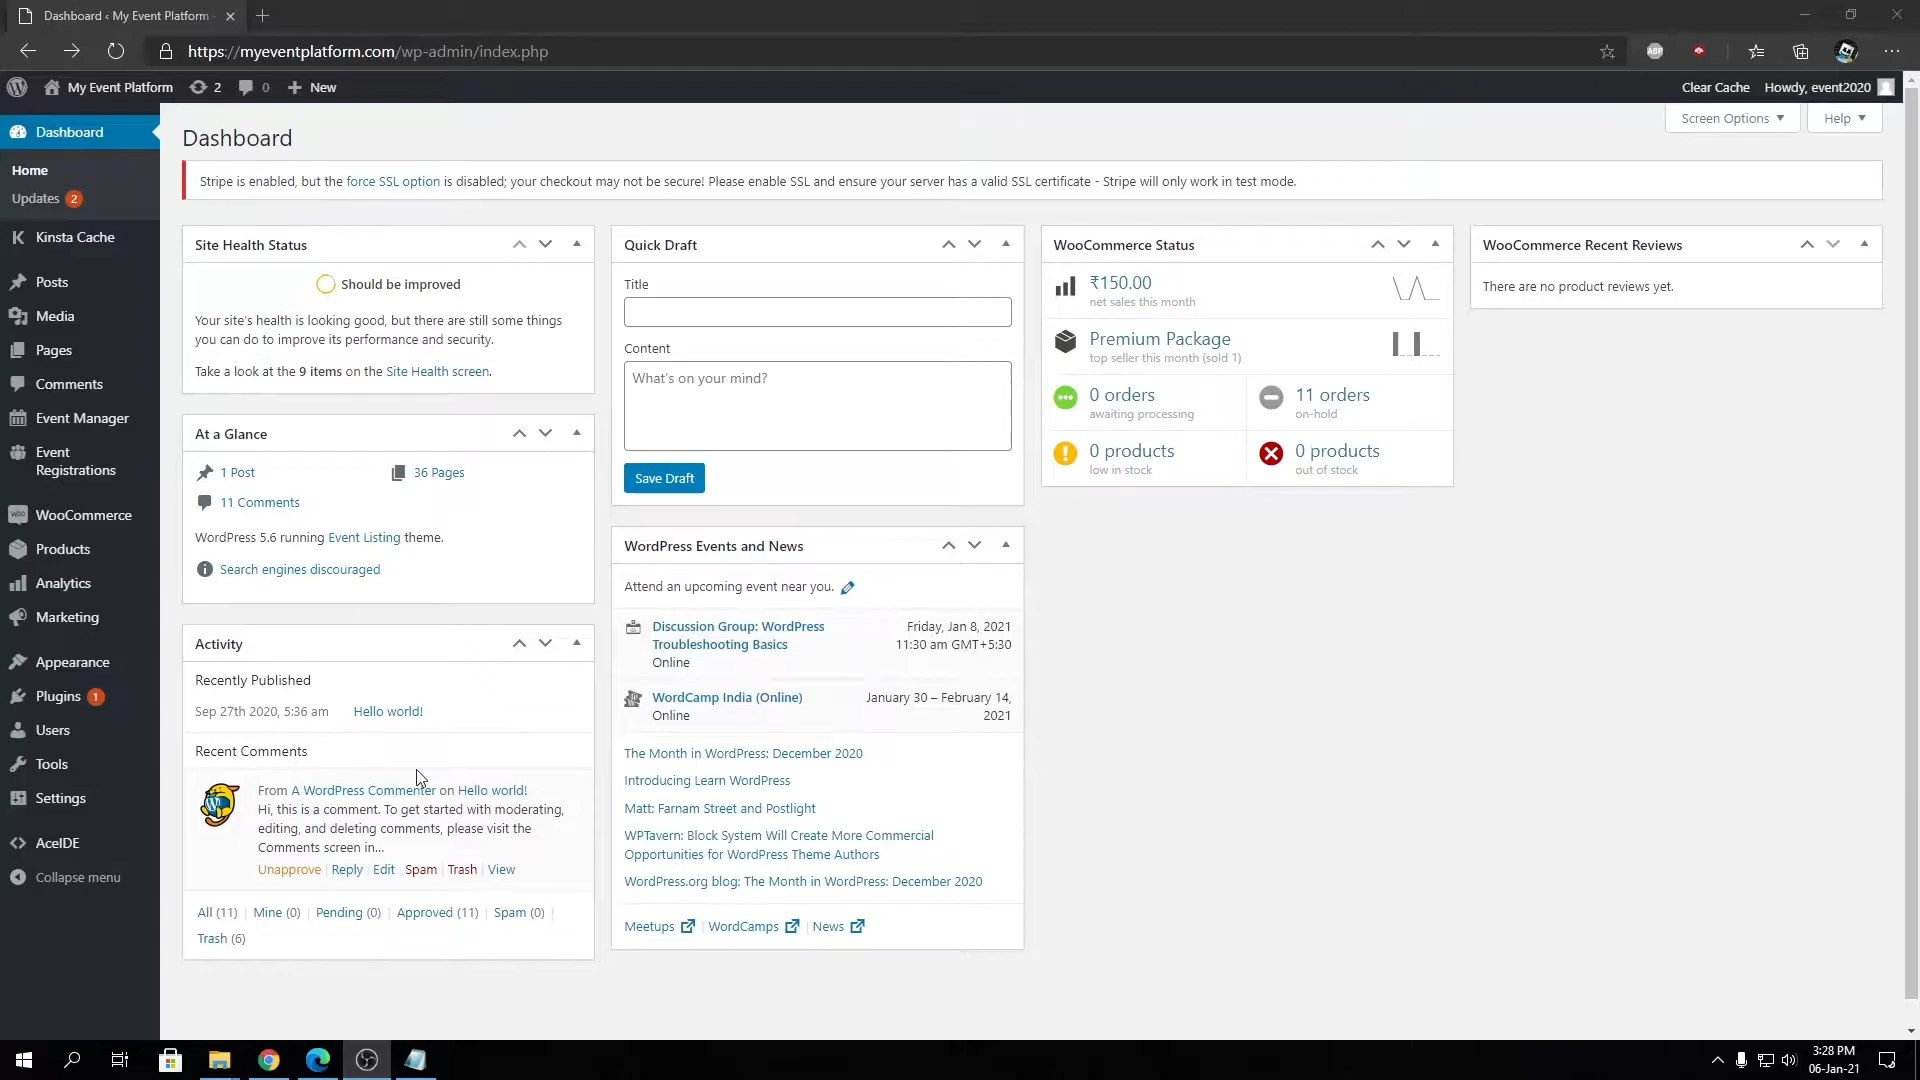 Dashboard ‹ My Event Platform
https://myeventplatform.com/wp-admin/index.php
ABP
My Event Platform
2
0
New
Clear Cache
Howdy, event2020
Dashboard
Home
Updates 2
Kinsta Cache
Posts
Media
Pages
Comments
Event Manager
Event
Registrations
WooCommerce
Products
Analytics
Marketing
Appearance
Plugins 1
Users
Tools
Settings
AceIDE
Collapse menu
Screen Options
Help
Dashboard
Stripe is enabled, but the force SSL option is disabled; your checkout may not be secure! Please enable SSL and ensure your server has a valid SSL certificate - Stripe will only work in test mode.
Site Health Status
Should be improved
Your site's health is looking good, but there are still some things
you can do to improve its performance and security.
Take a look at the 9 items on the Site Health screen.
At a Glance
1 Post
36 Pages
11 Comments
WordPress 5.6 running Event Listing theme.
Search engines discouraged
Activity
Recently Published
Sep 27th 2020, 5:36 am
Hello world!
Recent Comments
From A WordPress Commenter on Hello world!
Hi, this is a comment. To get started with moderating,
editing, and deleting comments, please visit the
Comments screen in...
Unapprove | Reply | Edit | Spam | Trash | View
All (11) | Mine (0) | Pending (0) | Approved (11) | Spam (0) |
Trash (6)
Quick Draft
Title
Content
What's on your mind?
Save Draft
WordPress Events and News
Attend an upcoming event near you.
Discussion Group: WordPress
Troubleshooting Basics
Online
Friday, Jan 8, 2021
11:30 am GMT+5:30
WordCamp India (Online)
Online
January 30 – February 14,
2021
The Month in WordPress: December 2020
Introducing Learn WordPress
Matt: Farnam Street and Postlight
WPTavern: Block System Will Create More Commercial
Opportunities for WordPress Theme Authors
WordPress.org blog: The Month in WordPress: December 2020
Meetups | WordCamps | News
WooCommerce Status
₹150.00
net sales this month
Premium Package
top seller this month (sold 1)
0 orders
awaiting processing
11 orders
on-hold
0 products
low in stock
0 products
out of stock
WooCommerce Recent Reviews
There are no product reviews yet.
3:28 PM
06-Jan-21